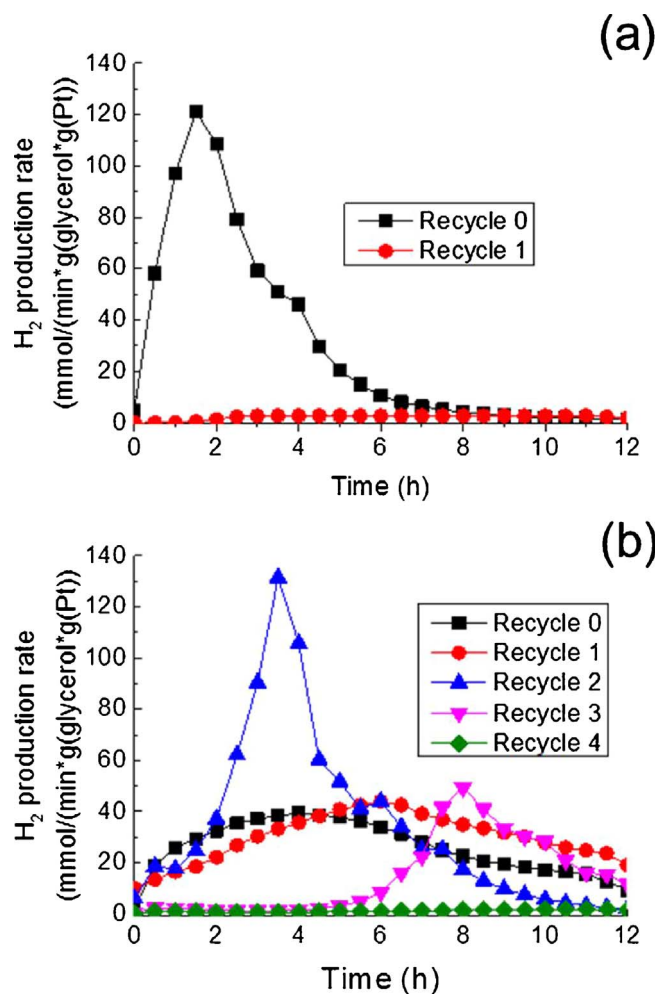 (a)
H₂ production rate
(mmol/(min*g(glycerol*g(Pt))
140
120
100
80
60
40
20
0
Recycle 0
Recycle 1
0 2 4 6 8 10 12
Time (h)
(b)
H₂ production rate
(mmol/(min*g(glycerol*g(Pt))
140
120
100
80
60
40
20
0
Recycle 0
Recycle 1
Recycle 2
Recycle 3
Recycle 4
0 2 4 6 8 10 12
Time (h)